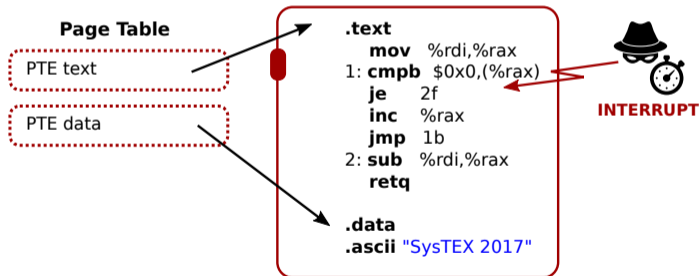 Page Table
PTE text
PTE data
.text
mov %rdi,%rax
1: cmpb $0x0,(%rax)
je 2f
inc %rax
jmp 1b
2: sub %rdi,%rax
retq
.data
.ascii "SysTEX 2017"
INTERRUPT